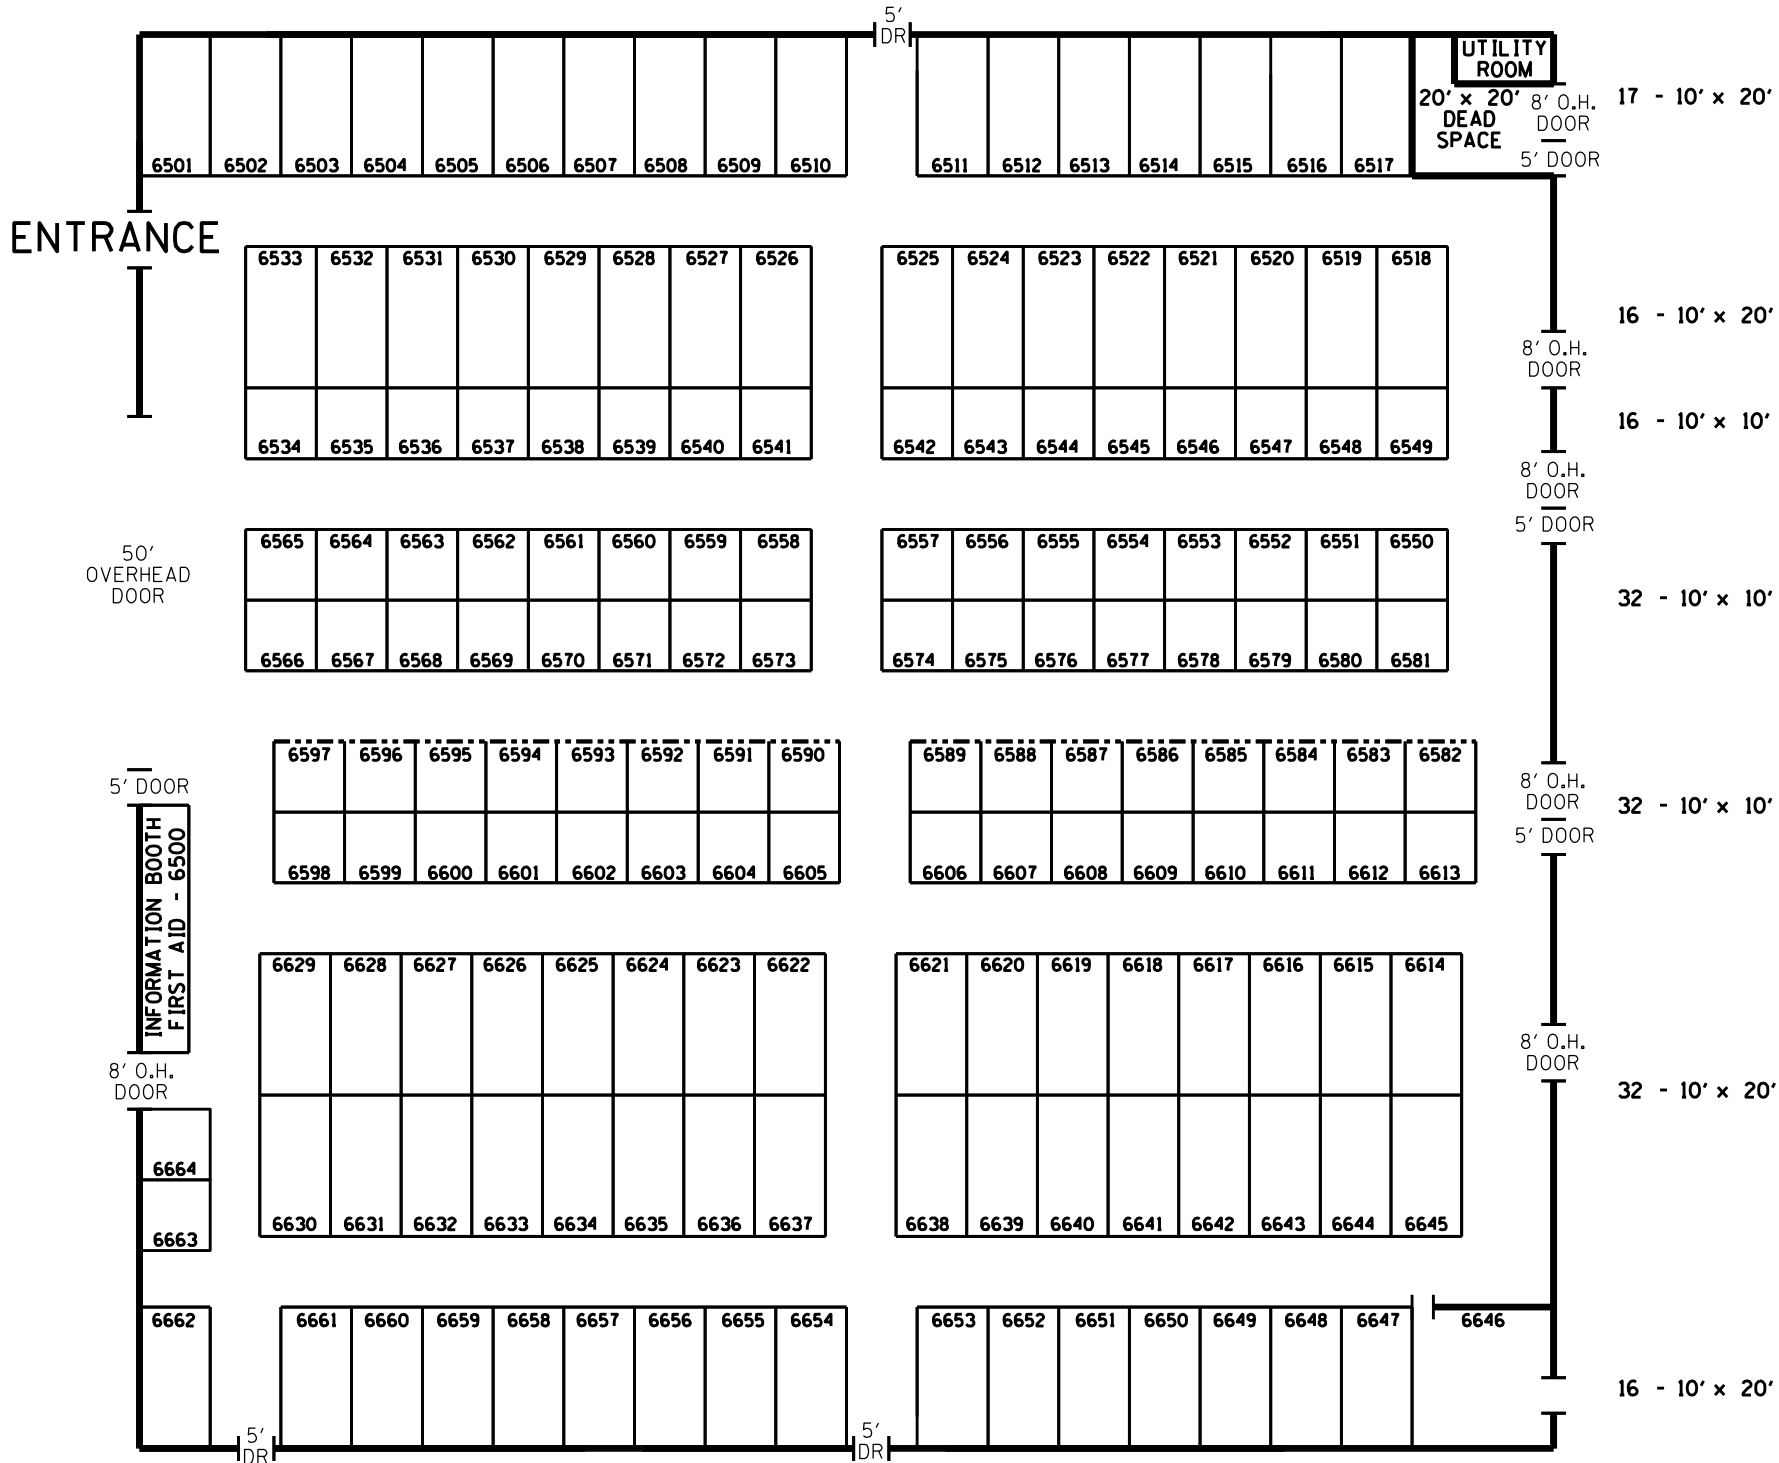 5'
DR
UTILITY
ROOM
20' x 20'
DEAD
SPACE
8' O.H.
DOOR
5' DOOR
17 - 10' x 20'
6501 6502 6503 6504 6505 6506 6507 6508 6509 6510 6511 6512 6513 6514 6515 6516 6517
ENTRANCE
6533 6532 6531 6530 6529 6528 6527 6526 6525 6524 6523 6522 6521 6520 6519 6518
16 - 10' x 20'
8' O.H.
DOOR
16 - 10' x 10'
6534 6535 6536 6537 6538 6539 6540 6541 6542 6543 6544 6545 6546 6547 6548 6549
8' O.H.
DOOR
5' DOOR
6565 6564 6563 6562 6561 6560 6559 6558 6557 6556 6555 6554 6553 6552 6551 6550
50'
OVERHEAD
DOOR
32 - 10' x 10'
6566 6567 6568 6569 6570 6571 6572 6573 6574 6575 6576 6577 6578 6579 6580 6581
6597 6596 6595 6594 6593 6592 6591 6590 6589 6588 6587 6586 6585 6584 6583 6582
5' DOOR
8' O.H.
DOOR
32 - 10' x 10'
5' DOOR
INFORMATION BOOTH
FIRST AID - 6500
6598 6599 6600 6601 6602 6603 6604 6605 6606 6607 6608 6609 6610 6611 6612 6613
6629 6628 6627 6626 6625 6624 6623 6622 6621 6620 6619 6618 6617 6616 6615 6614
8' O.H.
DOOR
8' O.H.
DOOR
32 - 10' x 20'
6664
6630 6631 6632 6633 6634 6635 6636 6637 6638 6639 6640 6641 6642 6643 6644 6645
6663
6662 6661 6660 6659 6658 6657 6656 6655 6654 6653 6652 6651 6650 6649 6648 6647 6646
16 - 10' x 20'
5'
DR
5'
DR